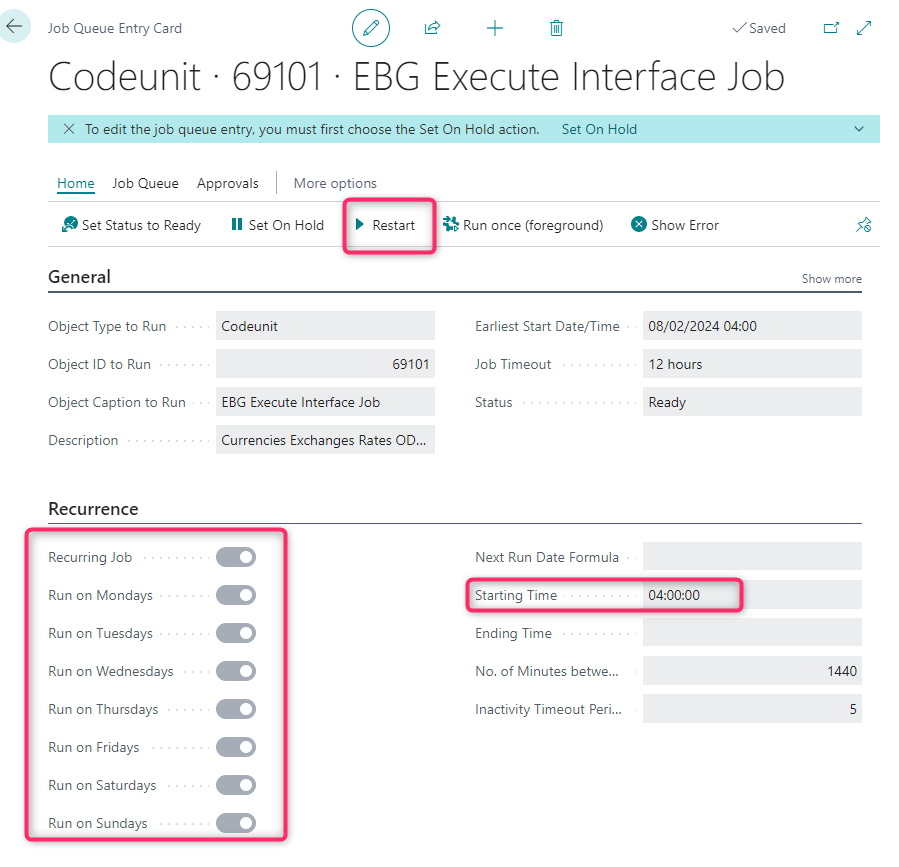 Job Queue Entry Card
Saved
Codeunit · 69101 · EBG Execute Interface Job
To edit the job queue entry, you must first choose the Set On Hold action. Set On Hold
Home Job Queue Approvals More options
Set Status to Ready Set On Hold Restart Run once (foreground) Show Error
General Show more
Object Type to Run Codeunit
Object ID to Run 69101
Object Caption to Run EBG Execute Interface Job
Description Currencies Exchanges Rates OD...
Earliest Start Date/Time 08/02/2024 04:00
Job Timeout 12 hours
Status Ready
Recurrence
Recurring Job
Run on Mondays
Run on Tuesdays
Run on Wednesdays
Run on Thursdays
Run on Fridays
Run on Saturdays
Run on Sundays
Next Run Date Formula
Starting Time 04:00:00
Ending Time
No. of Minutes betwe... 1440
Inactivity Timeout Peri... 5